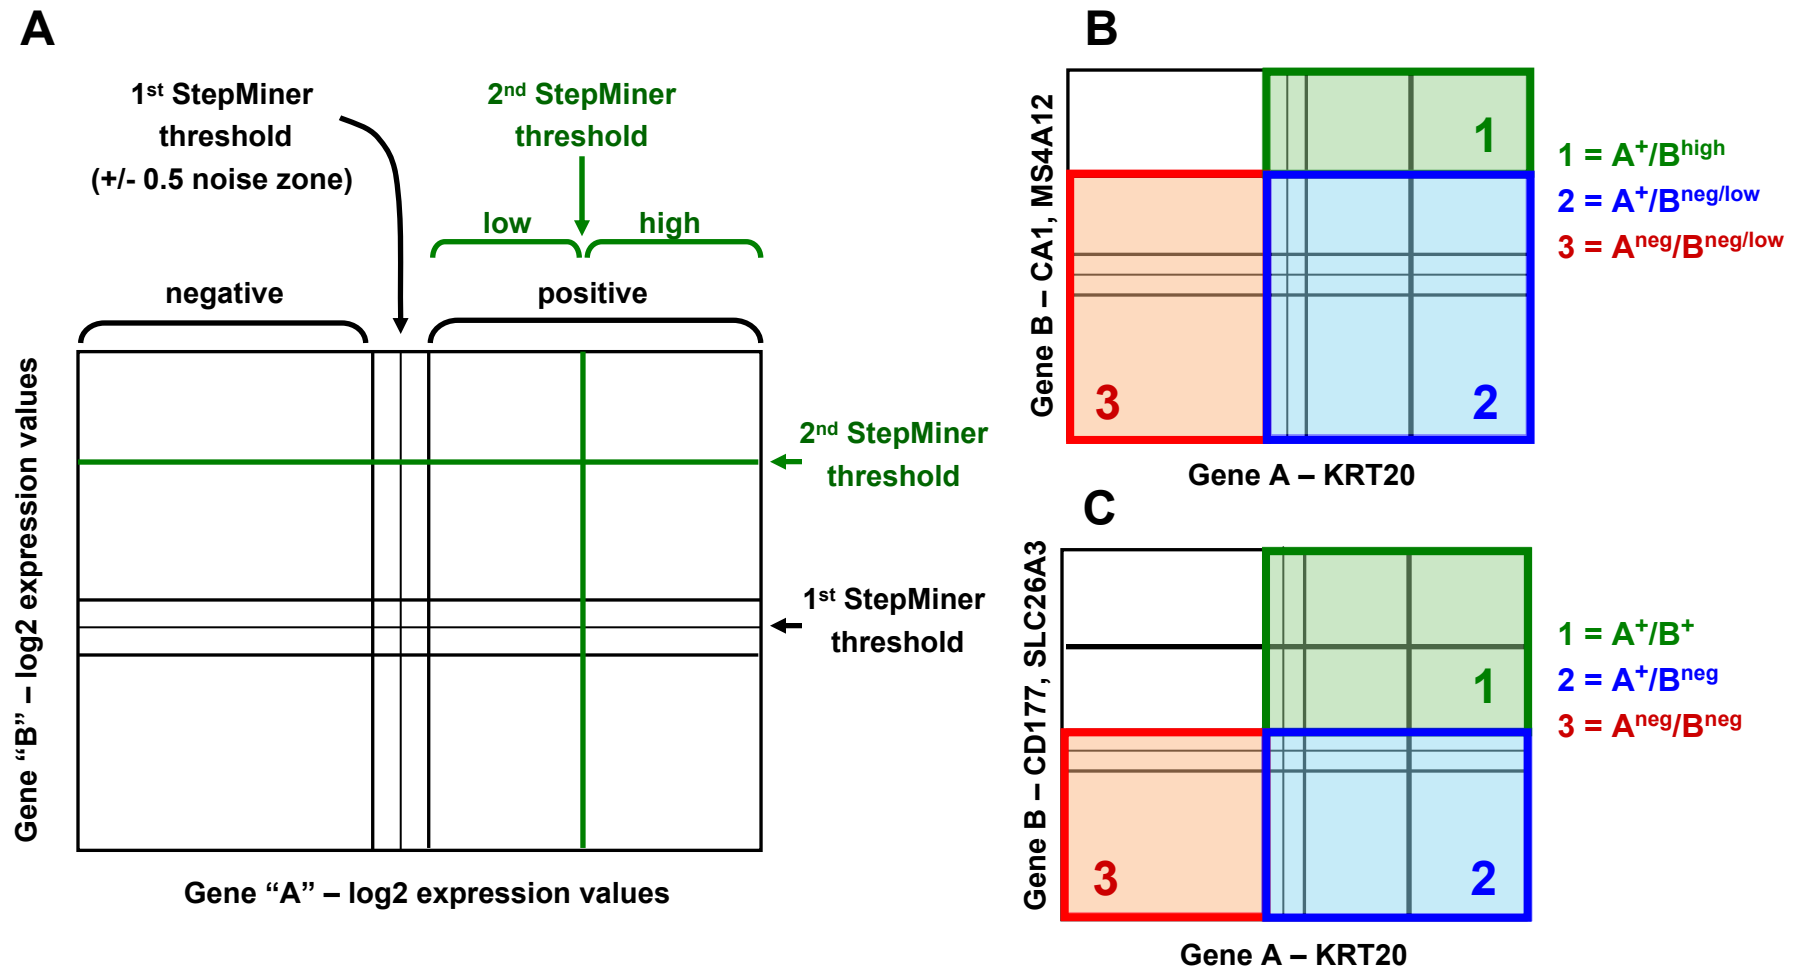 A
1st StepMiner
threshold
(+/- 0.5 noise zone)
2nd StepMiner
threshold
low
high
negative
positive
Gene “B” – log2 expression values
2nd StepMiner
threshold
1st StepMiner
threshold
Gene “A” – log2 expression values
B
Gene B – CA1, MS4A12
1
2
3
1 = A+/Bhigh
2 = A+/Bneg/low
3 = Aneg/Bneg/low
Gene A – KRT20
C
Gene B – CD177, SLC26A3
1
2
3
1 = A+/B+
2 = A+/Bneg
3 = Aneg/Bneg
Gene A – KRT20